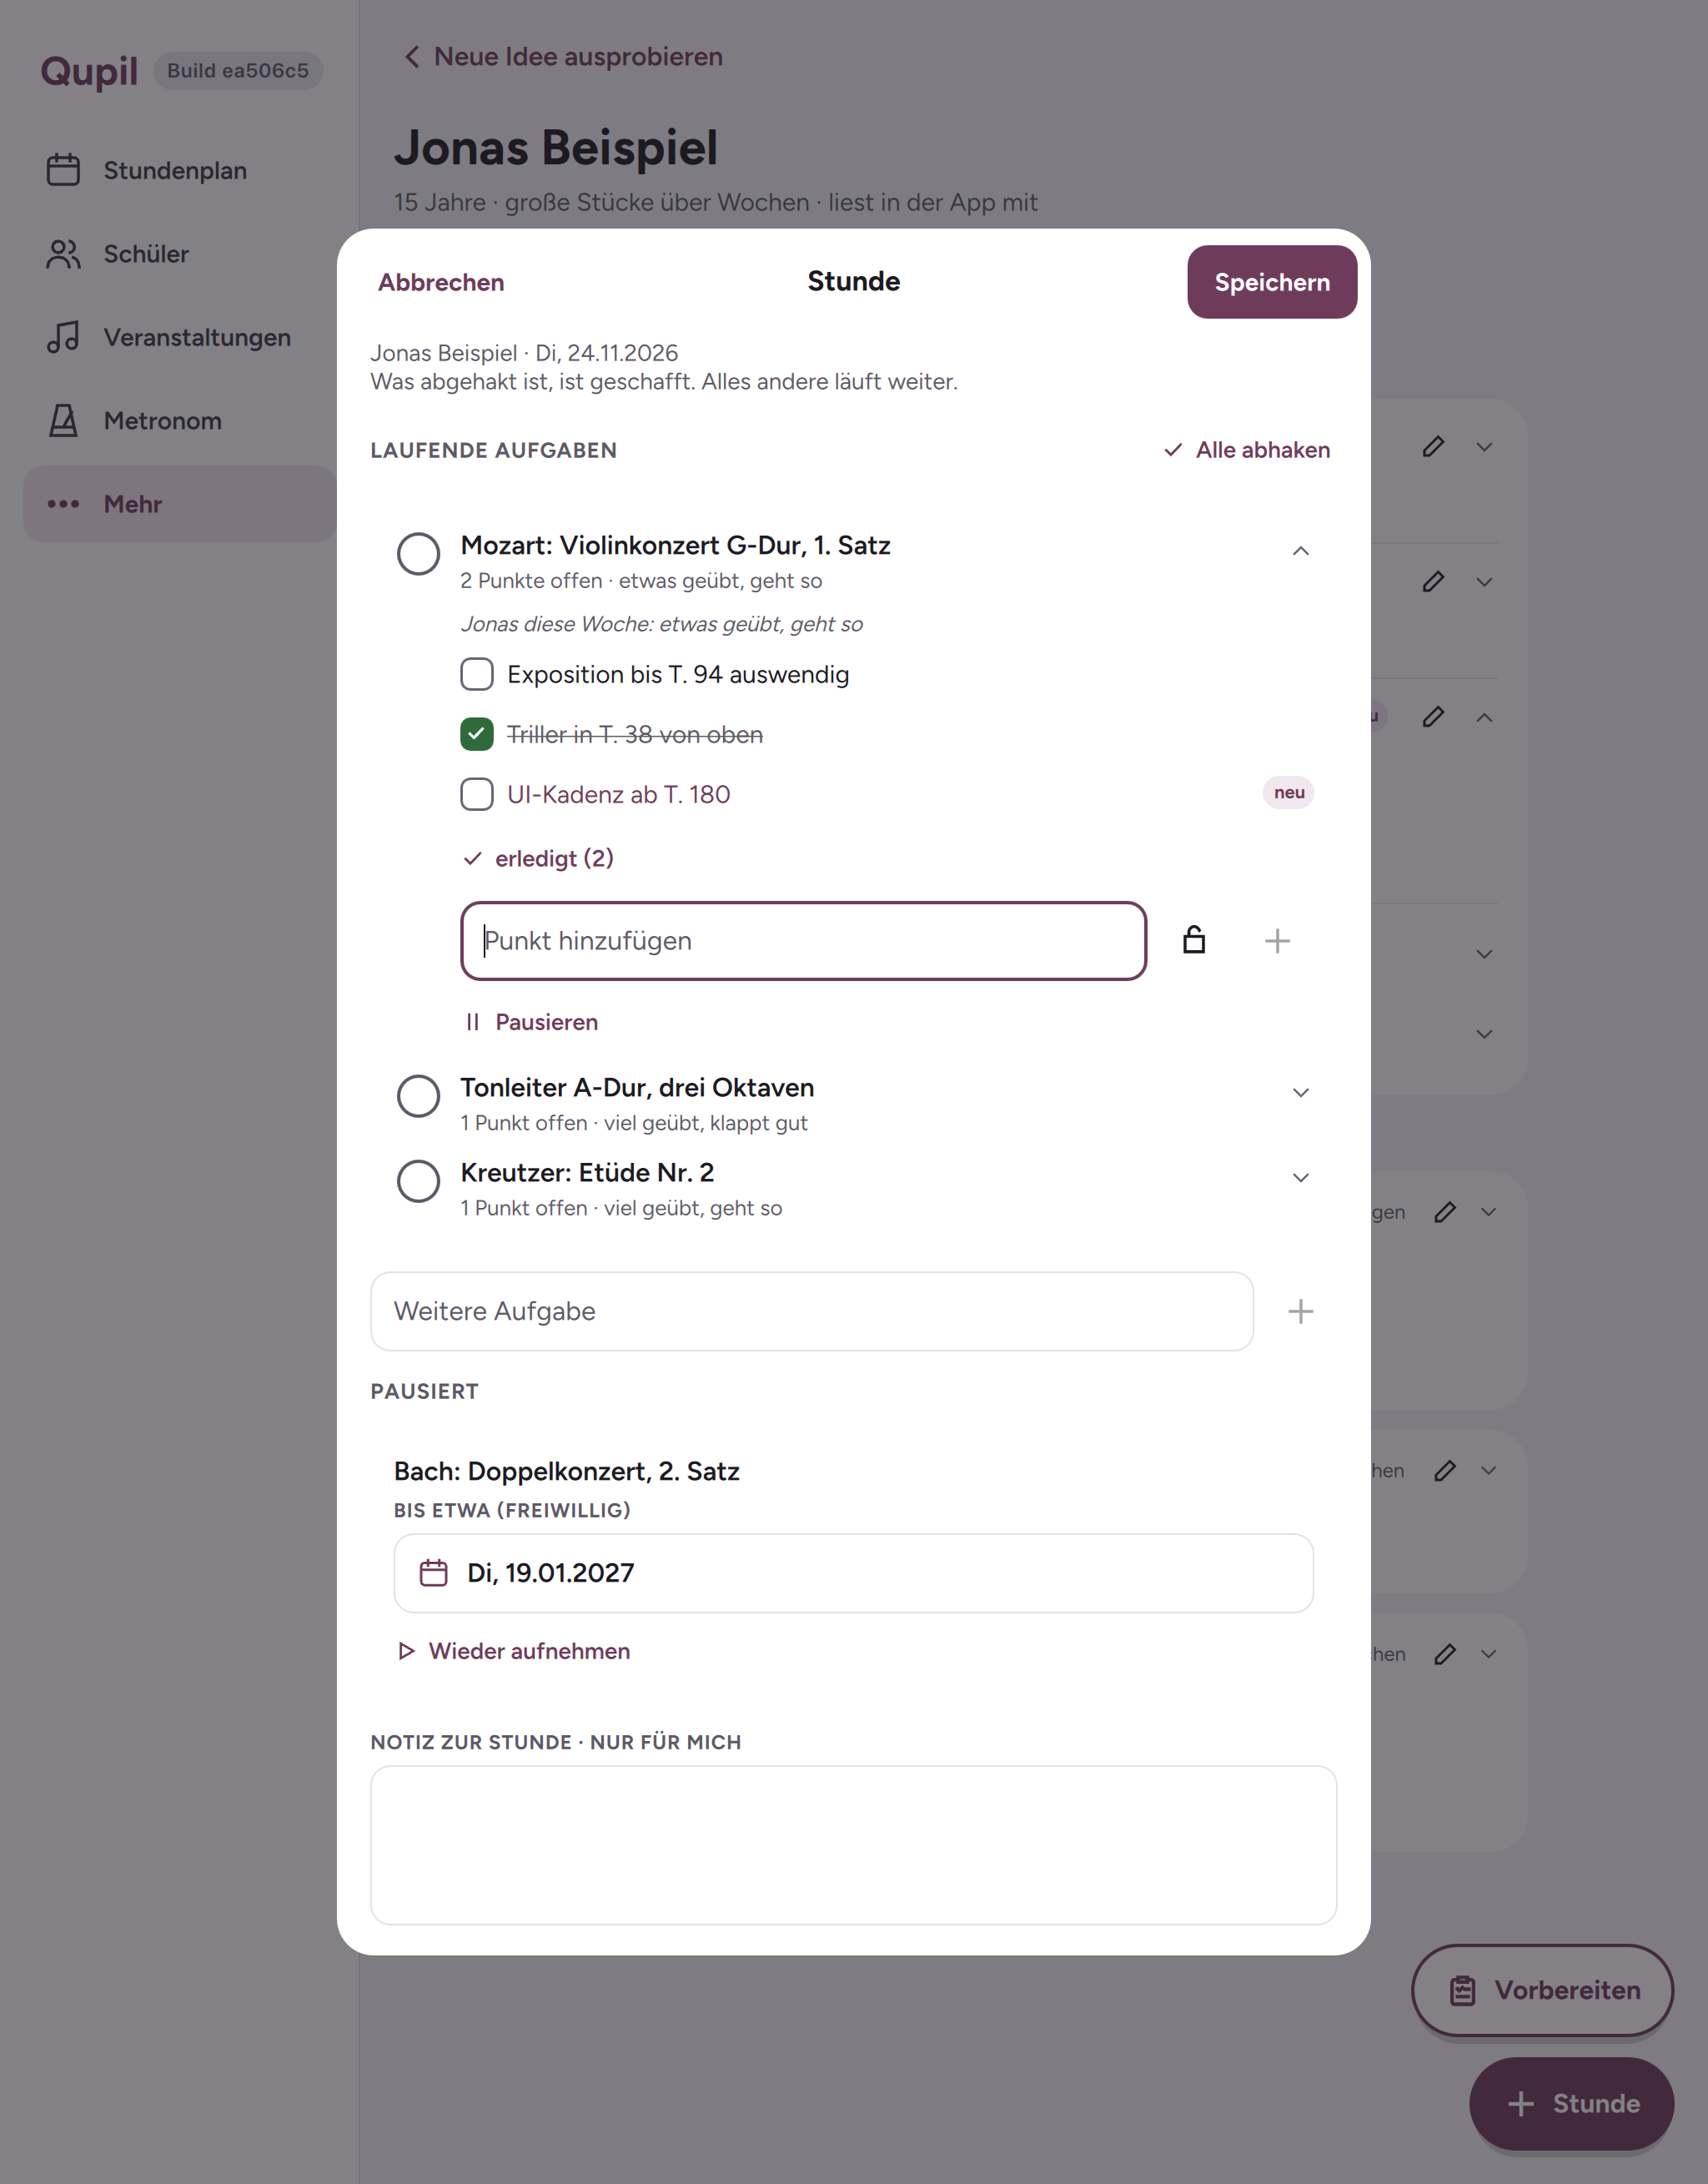 Qupil
Build ea506c5
Stundenplan
Schüler
Veranstaltungen
Metronom
Mehr
Neue Idee ausprobieren
Jonas Beispiel
15 Jahre · große Stücke über Wochen · liest in der App mit
Abbrechen
Stunde
Speichern
Jonas Beispiel · Di, 24.11.2026
Was abgehakt ist, ist geschafft. Alles andere läuft weiter.
LAUFENDE AUFGABEN
Alle abhaken
Mozart: Violinkonzert G-Dur, 1. Satz
2 Punkte offen · etwas geübt, geht so
Jonas diese Woche: etwas geübt, geht so
Exposition bis T. 94 auswendig
Triller in T. 38 von oben
UI-Kadenz ab T. 180
neu
erledigt (2)
Punkt hinzufügen
Pausieren
Tonleiter A-Dur, drei Oktaven
1 Punkt offen · viel geübt, klappt gut
Kreutzer: Etüde Nr. 2
1 Punkt offen · viel geübt, geht so
Weitere Aufgabe
PAUSIERT
Bach: Doppelkonzert, 2. Satz
BIS ETWA (FREIWILLIG)
Di, 19.01.2027
Wieder aufnehmen
NOTIZ ZUR STUNDE · NUR FÜR MICH
Vorbereiten
Stunde